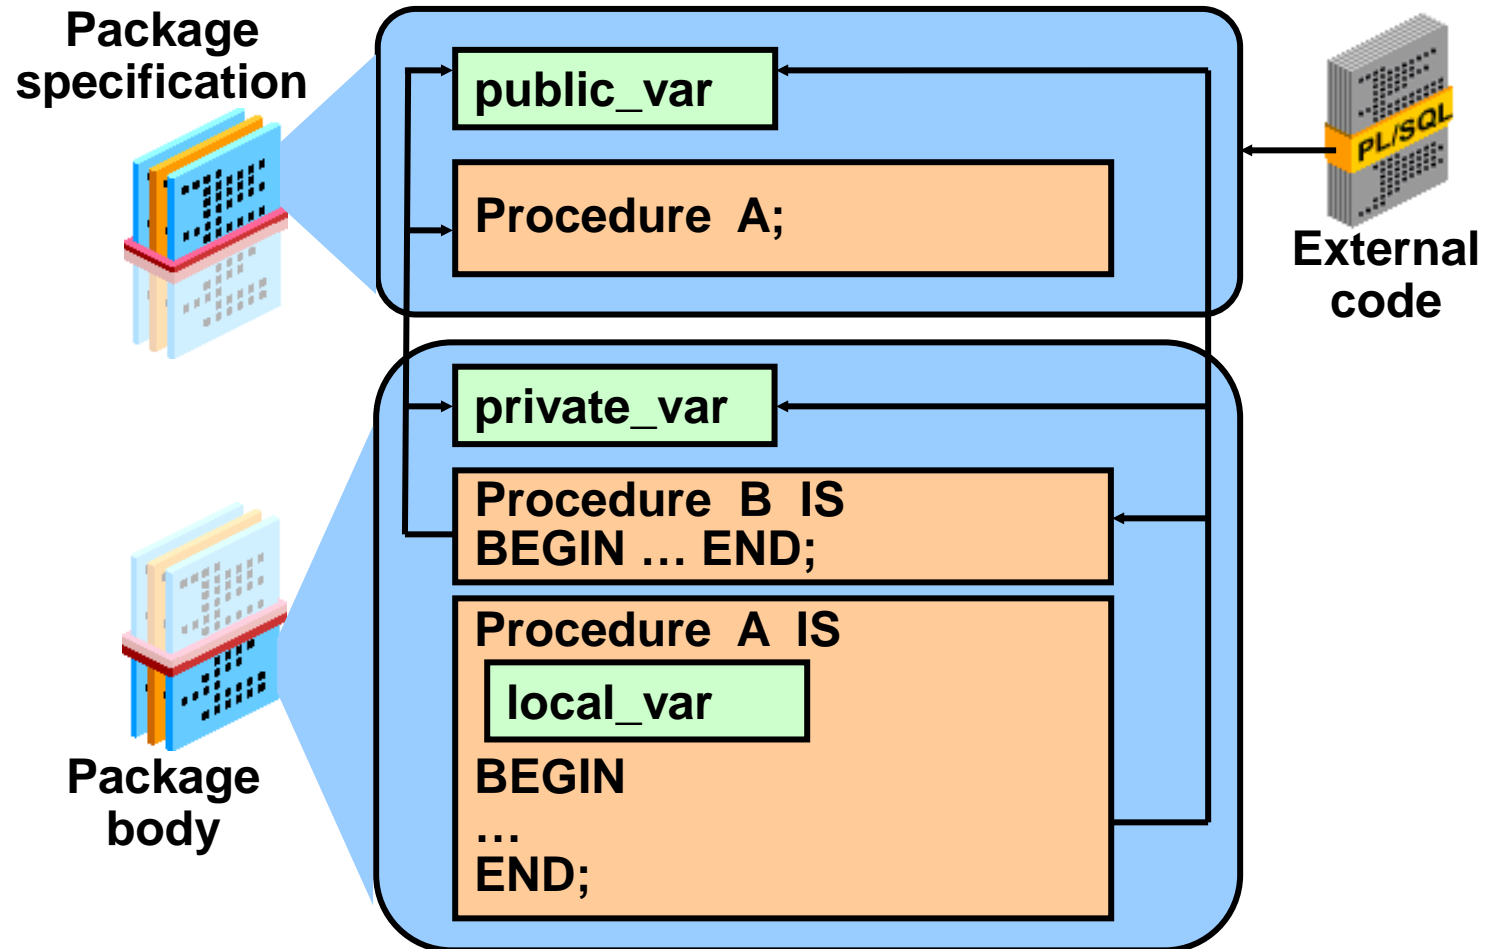 Package
specification
public_var
Procedure A;
PL/SQL
External
code
private_var
Procedure B IS
BEGIN … END;
Procedure A IS
local_var
BEGIN
…
END;
Package
body